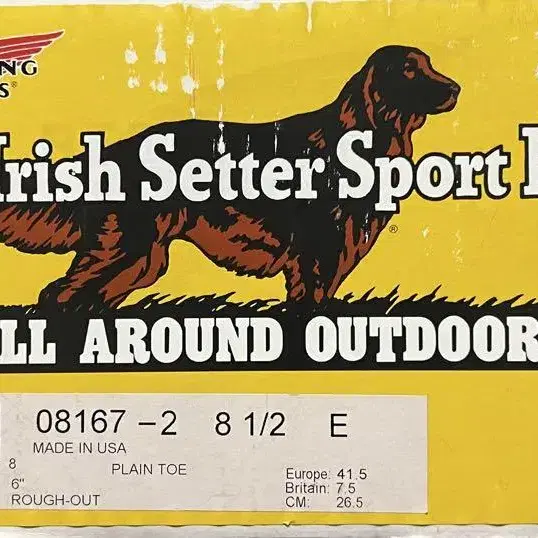 NG
S®
Irish Setter Sport
®
LL AROUND OUTDOOR
08167-2 8 1/2 E
MADE IN USA
8 PLAIN TOE
6" Europe: 41.5
ROUGH-OUT Britain: 7.5
CM: 26.5